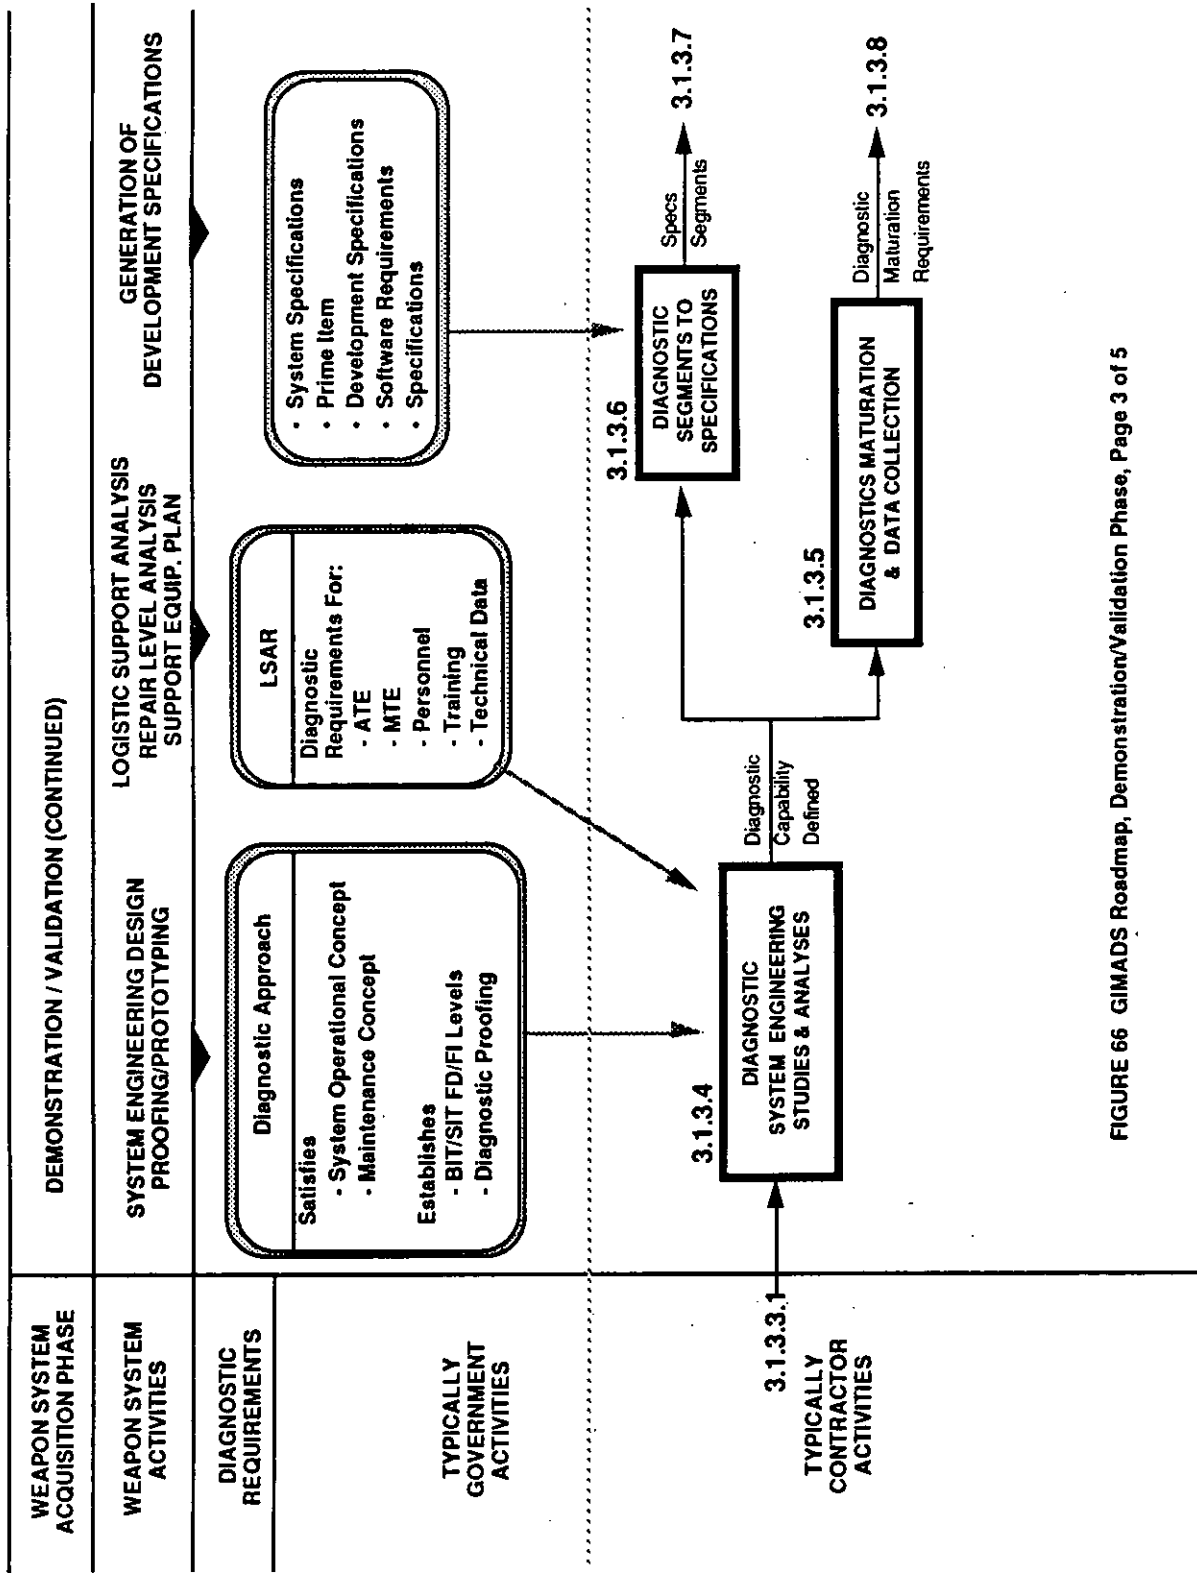 WEAPON SYSTEM
ACQUISITION PHASE
DEMONSTRATION / VALIDATION (CONTINUED)
WEAPON SYSTEM
ACTIVITIES
SYSTEM ENGINEERING DESIGN
PROOFING/PROTOTYPING
LOGISTIC SUPPORT ANALYSIS
REPAIR LEVEL ANALYSIS
SUPPORT EQUIP. PLAN
GENERATION OF
DEVELOPMENT SPECIFICATIONS
DIAGNOSTIC
REQUIREMENTS
TYPICALLY
GOVERNMENT
ACTIVITIES
Diagnostic Approach
Satisfies
- System Operational Concept
- Maintenance Concept
Establishes
- BIT/SIT FD/FI Levels
- Diagnostic Proofing
LSAR
Diagnostic
Requirements For:
- ATE
- MTE
- Personnel
- Training
- Technical Data
• System Specifications
• Prime Item
• Development Specifications
• Software Requirements
• Specifications
TYPICALLY
CONTRACTOR
ACTIVITIES
3.1.3.3.1
3.1.3.4
DIAGNOSTIC
SYSTEM ENGINEERING
STUDIES & ANALYSES
Diagnostic
Capability
Defined
3.1.3.6
DIAGNOSTIC
SEGMENTS TO
SPECIFICATIONS
Specs
Segments
3.1.3.7
3.1.3.5
DIAGNOSTICS MATURATION
& DATA COLLECTION
Diagnostic
Maturation
Requirements
3.1.3.8
FIGURE 66 GIMADS Roadmap, Demonstration/Validation Phase, Page 3 of 5